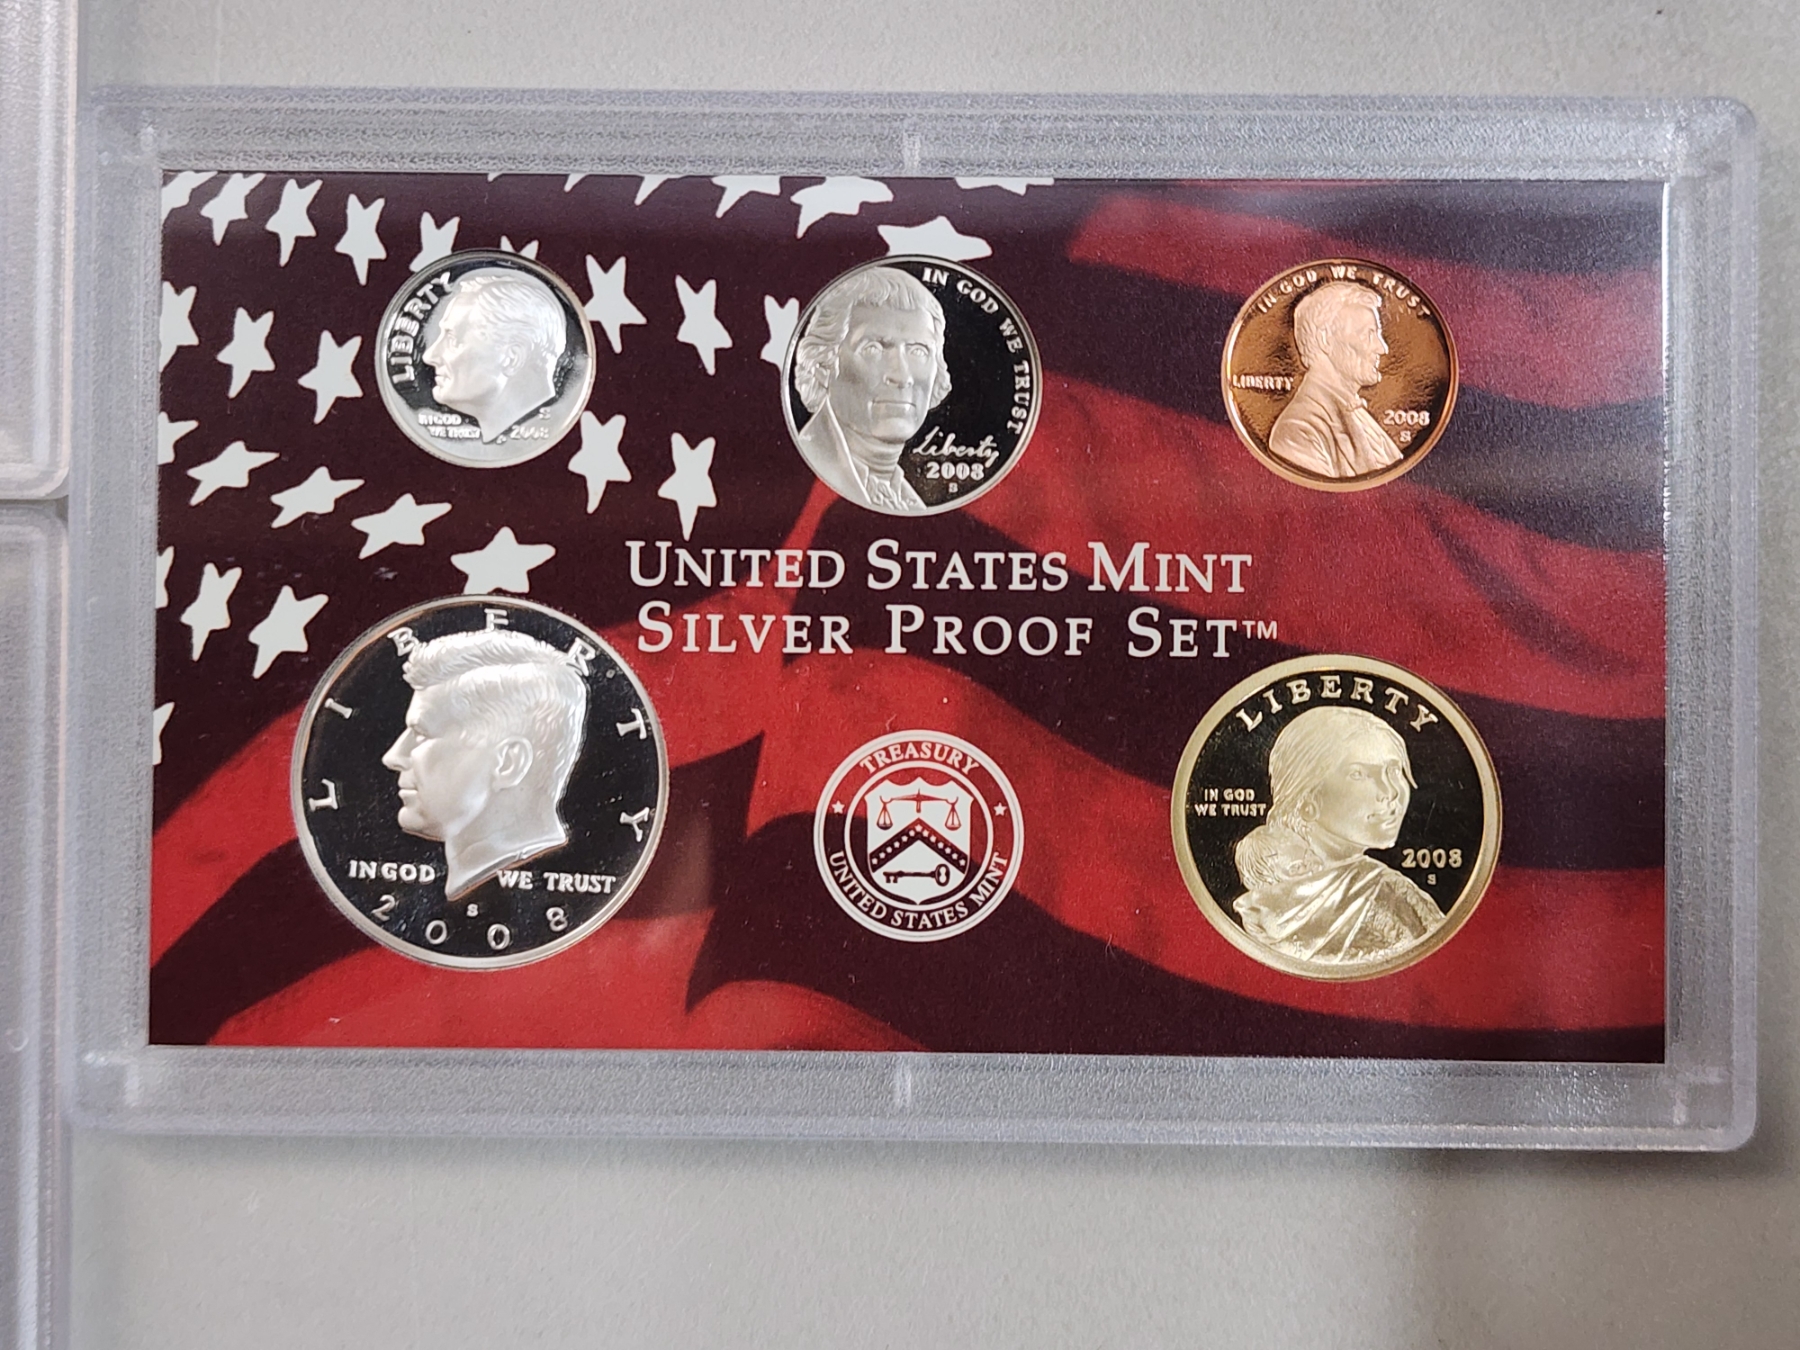 LIBERTY
IN GOD
WE TRUST
S
2008
IN GOD WE TRUST
Liberty
2008
S
IN GOD WE TRUST
LIBERTY
2008
S
UNITED STATES MINT
SILVER PROOF SET™
LIBERTY
IN GOD WE TRUST
S
2008
TREASURY
UNITED STATES MINT
LIBERTY
IN GOD
WE TRUST
2008
S